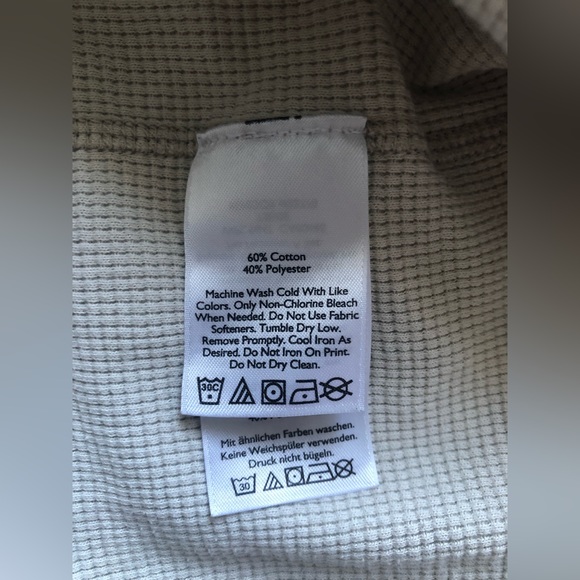 60% Cotton
40% Polyester
Machine Wash Cold With Like
Colors. Only Non-Chlorine Bleach
When Needed. Do Not Use Fabric
Softeners. Tumble Dry Low.
Remove Promptly. Cool Iron As
Desired. Do Not Iron On Print.
Do Not Dry Clean.
30C
Mit ähnlichen Farben waschen.
Keine Weichspüler verwenden.
Druck nicht bügeln.
30